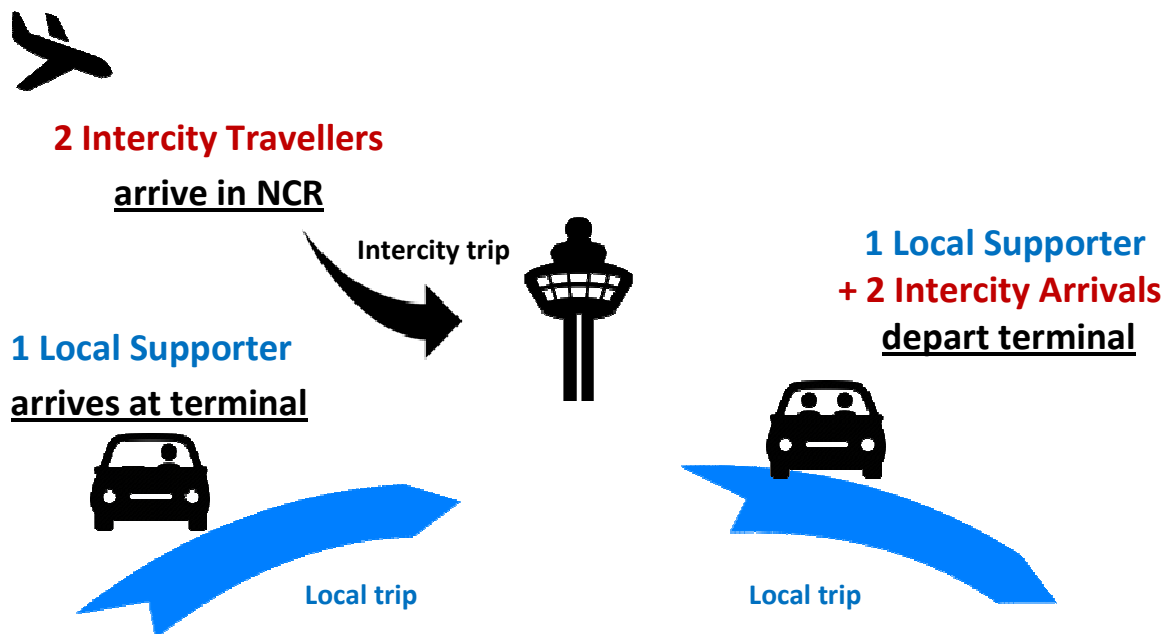 2 Intercity Travellers
arrive in NCR
Intercity trip
1 Local Supporter
arrives at terminal
Local trip
1 Local Supporter
+ 2 Intercity Arrivals
depart terminal
Local trip